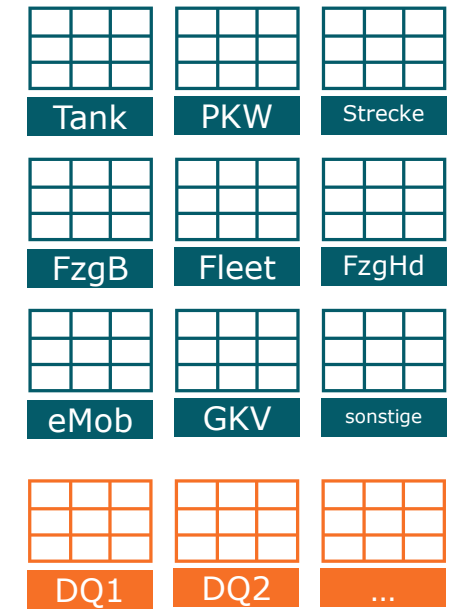 Tank
PKW
Strecke
FzgB
Fleet
FzgHd
eMob
GKV
sonstige
DQ1
DQ2
...